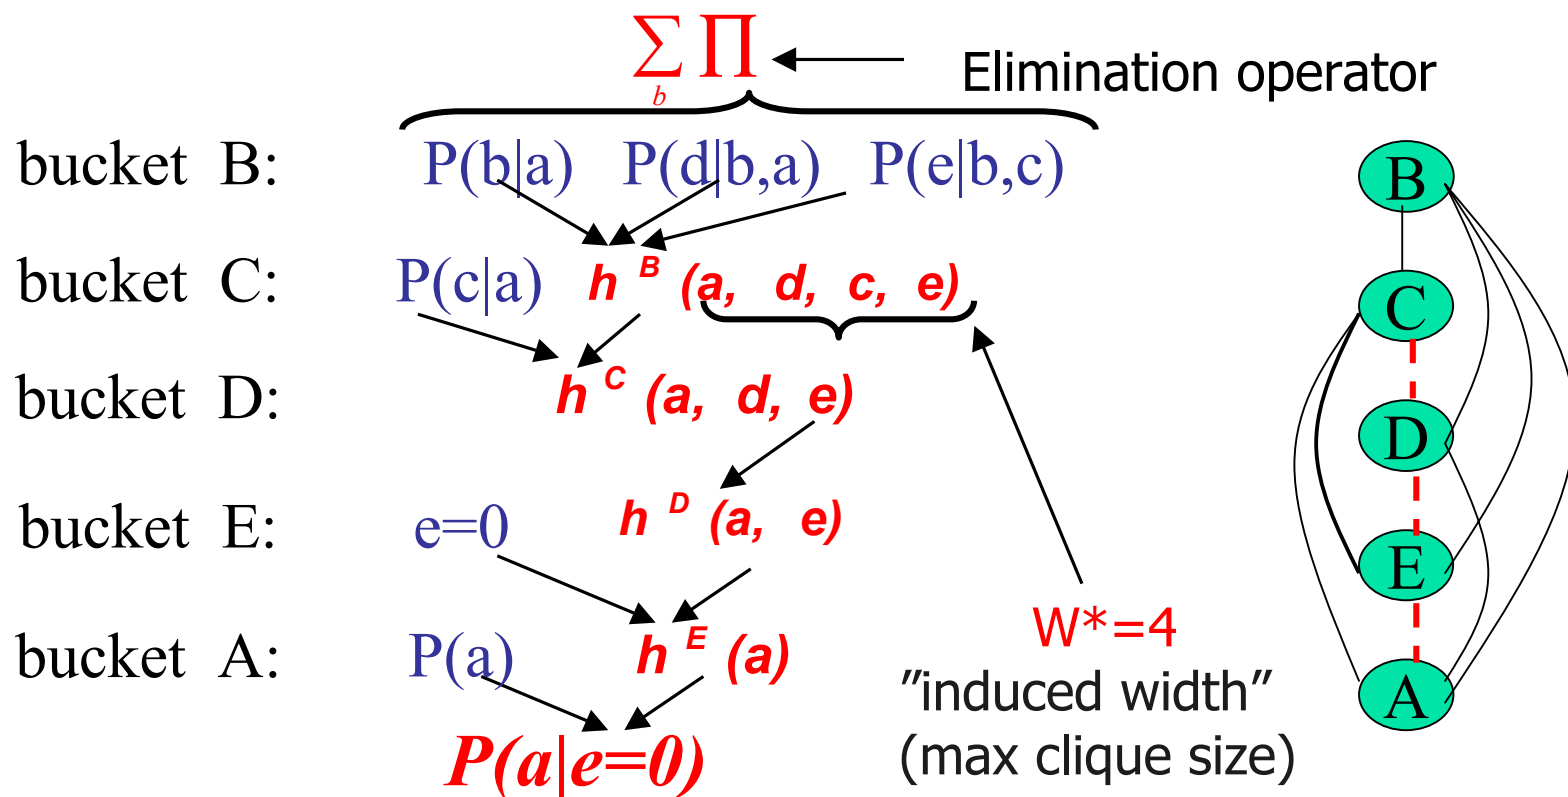 ∑ ∏
b
Elimination operator
bucket B: P(b|a) P(d|b,a) P(e|b,c)
bucket C: P(c|a) h B (a, d, c, e)
bucket D: h C (a, d, e)
bucket E: e=0 h D (a, e)
bucket A: P(a) h E (a)
P(a|e=0)
W*=4
”induced width”
(max clique size)
B
C
D
E
A